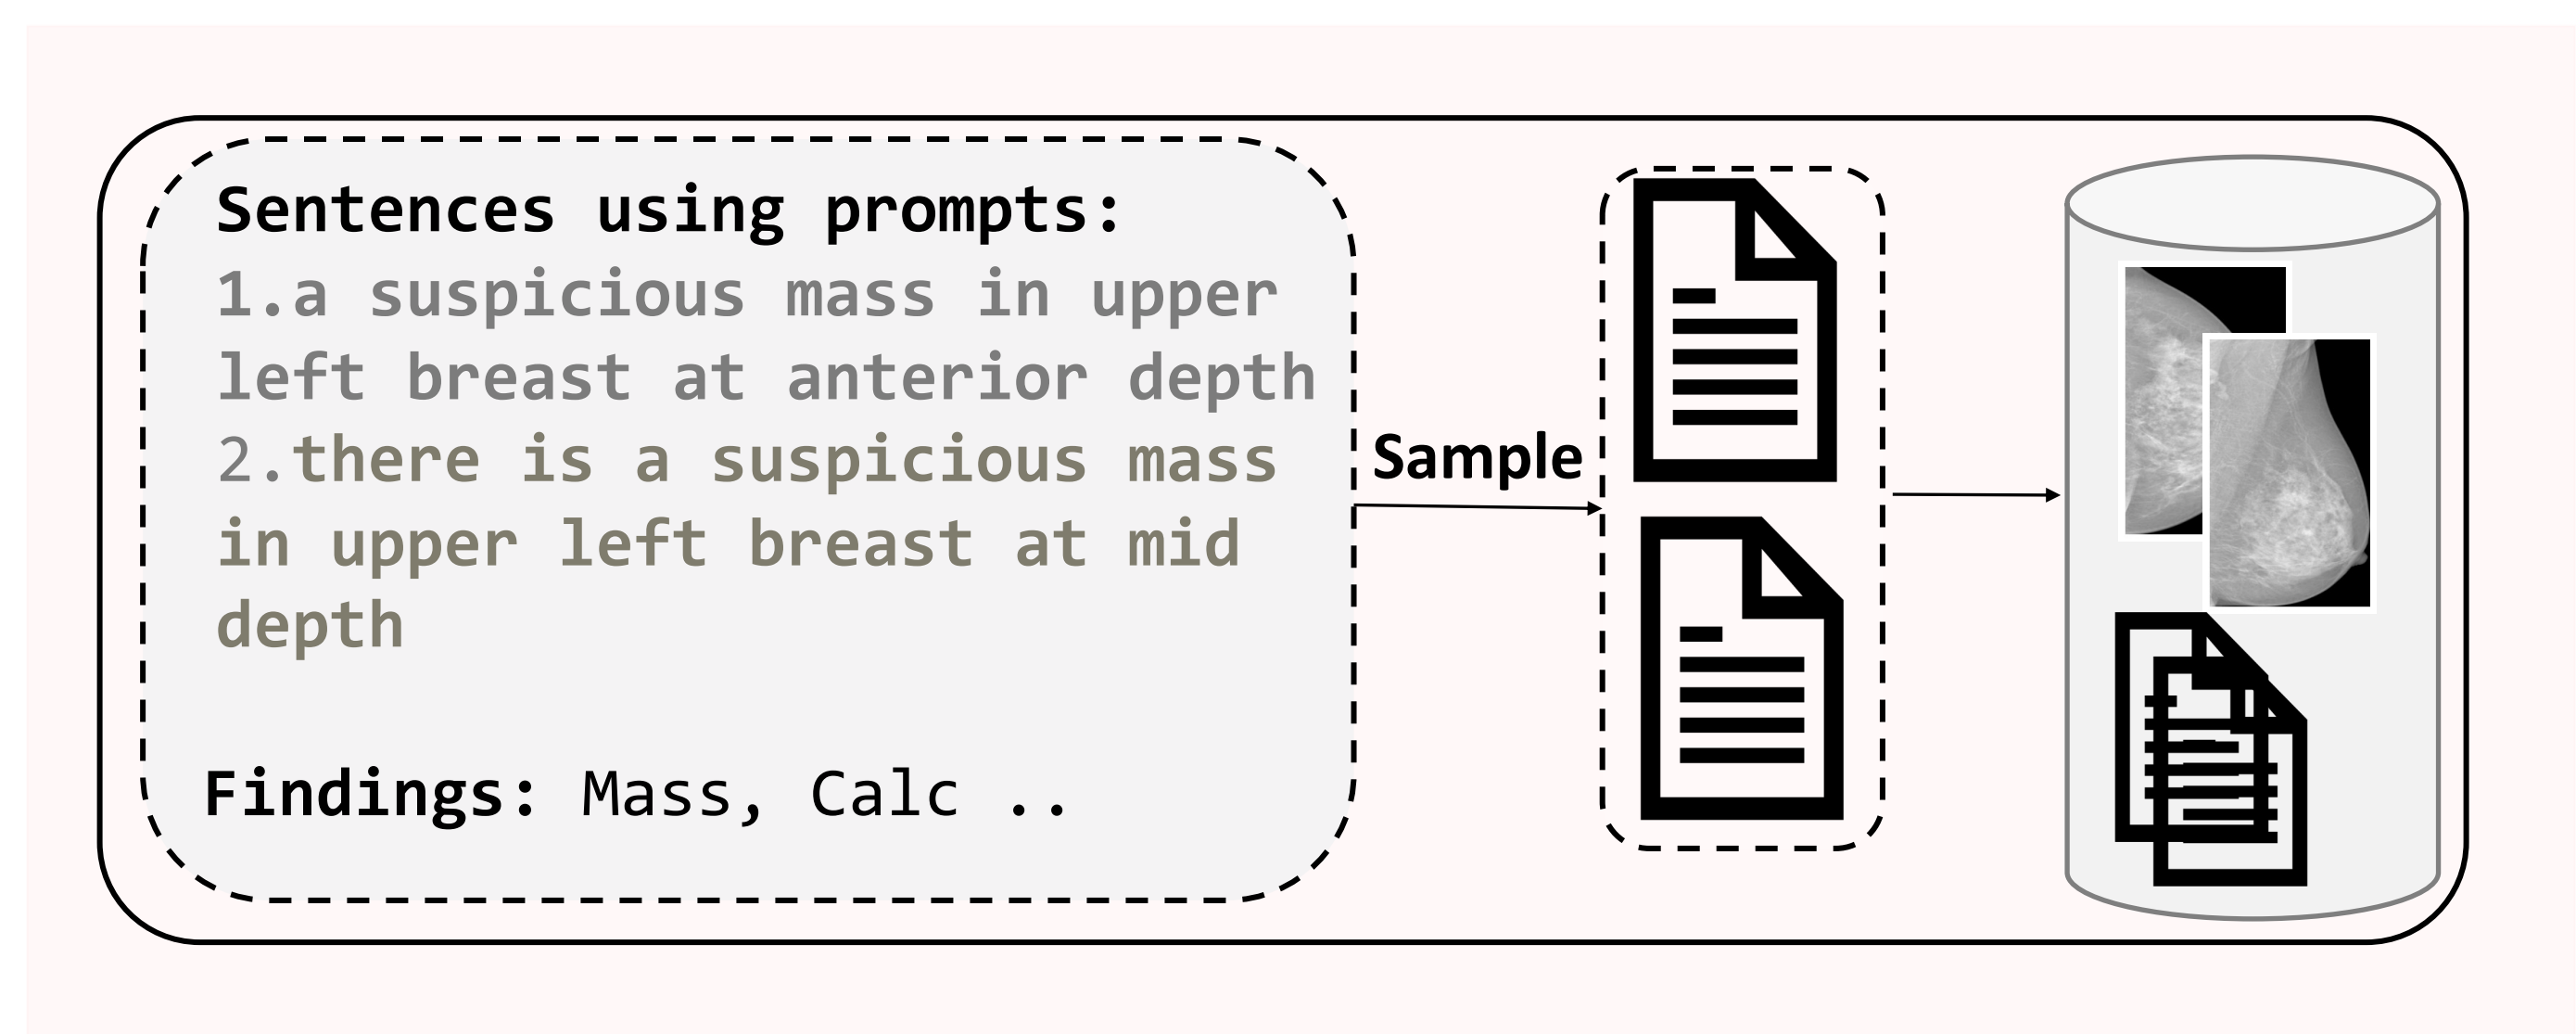 Sentences using prompts:
1.a suspicious mass in upper
left breast at anterior depth
2.there is a suspicious mass
in upper left breast at mid
depth
Findings: Mass, Calc ..
Sample